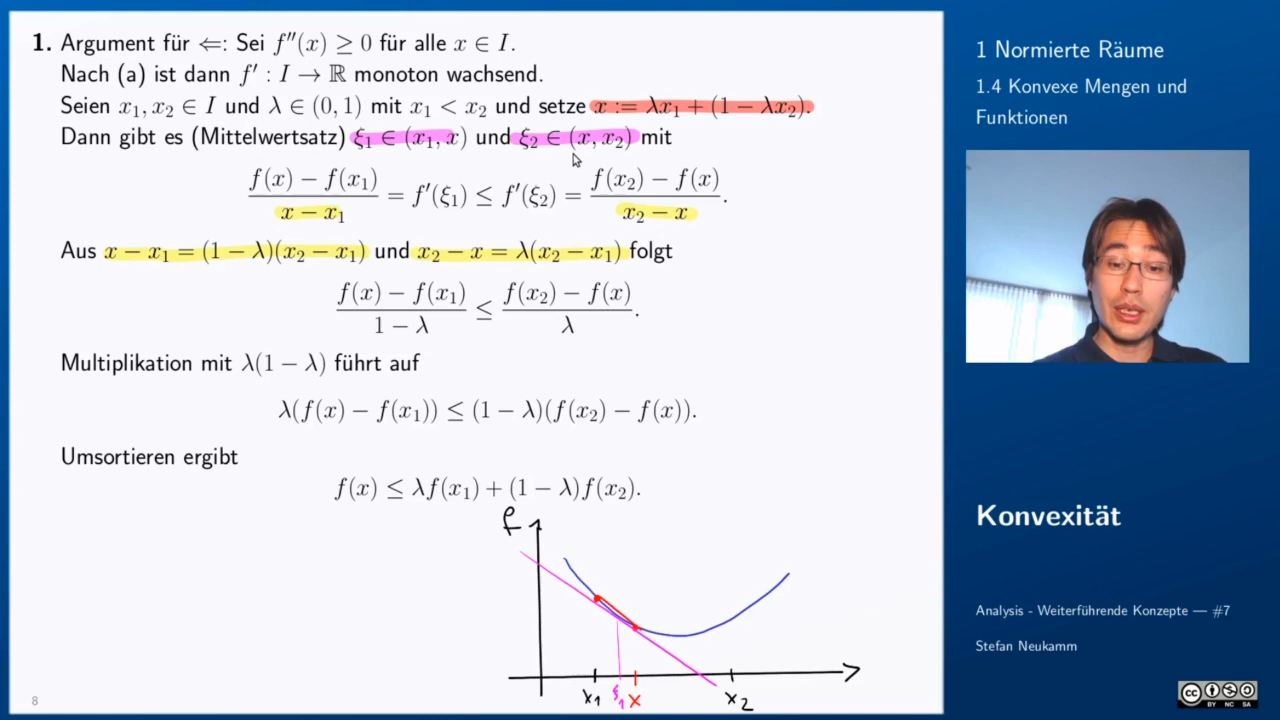 1. Argument für ⇐: Sei f′′(x) ≥ 0 für alle x ∈ I.
Nach (a) ist dann f′ : I → ℝ monoton wachsend.
Seien x₁, x₂ ∈ I und λ ∈ (0, 1) mit x₁ < x₂ und setze x := λx₁ + (1 − λx₂).
Dann gibt es (Mittelwertsatz) ξ₁ ∈ (x₁, x) und ξ₂ ∈ (x, x₂) mit
(f(x) − f(x₁))/(x − x₁) = f′(ξ₁) ≤ f′(ξ₂) = (f(x₂) − f(x))/(x₂ − x).
Aus x − x₁ = (1 − λ)(x₂ − x₁) und x₂ − x = λ(x₂ − x₁) folgt
(f(x) − f(x₁))/(1 − λ) ≤ (f(x₂) − f(x))/λ.
Multiplikation mit λ(1 − λ) führt auf
λ(f(x) − f(x₁)) ≤ (1 − λ)(f(x₂) − f(x)).
Umsortieren ergibt
f(x) ≤ λf(x₁) + (1 − λ)f(x₂).
f
x₁ ξ₁ x x₂
8
1 Normierte Räume
1.4 Konvexe Mengen und
Funktionen
Konvexität
Analysis - Weiterführende Konzepte — #7
Stefan Neukamm
cc
BY NC SA